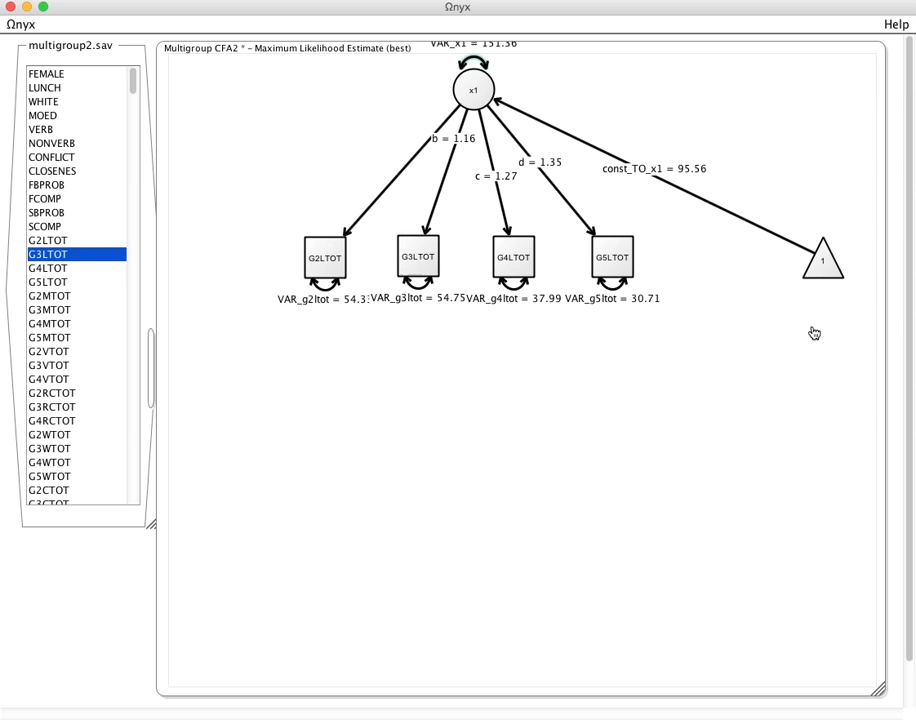 Ωnyx
Ωnyx
Help
multigroup2.sav
FEMALE
LUNCH
WHITE
MOED
VERB
NONVERB
CONFLICT
CLOSENES
FBPROB
FCOMP
SBPROB
SCOMP
G2LTOT
G3LTOT
G4LTOT
G5LTOT
G2MTOT
G3MTOT
G4MTOT
G5MTOT
G2VTOT
G3VTOT
G4VTOT
G2RCTOT
G3RCTOT
G4RCTOT
G2WTOT
G3WTOT
G4WTOT
G5WTOT
G2CTOT
G3CTOT
Multigroup CFA2 * - Maximum Likelihood Estimate (best)
VAR_x1 = 151.36
x1
b = 1.16
d = 1.35
c = 1.27
const_TO_x1 = 95.56
G2LTOT
G3LTOT
G4LTOT
G5LTOT
1
VAR_g2ltot = 54.3
VAR_g3ltot = 54.75
VAR_g4ltot = 37.99
VAR_g5ltot = 30.71